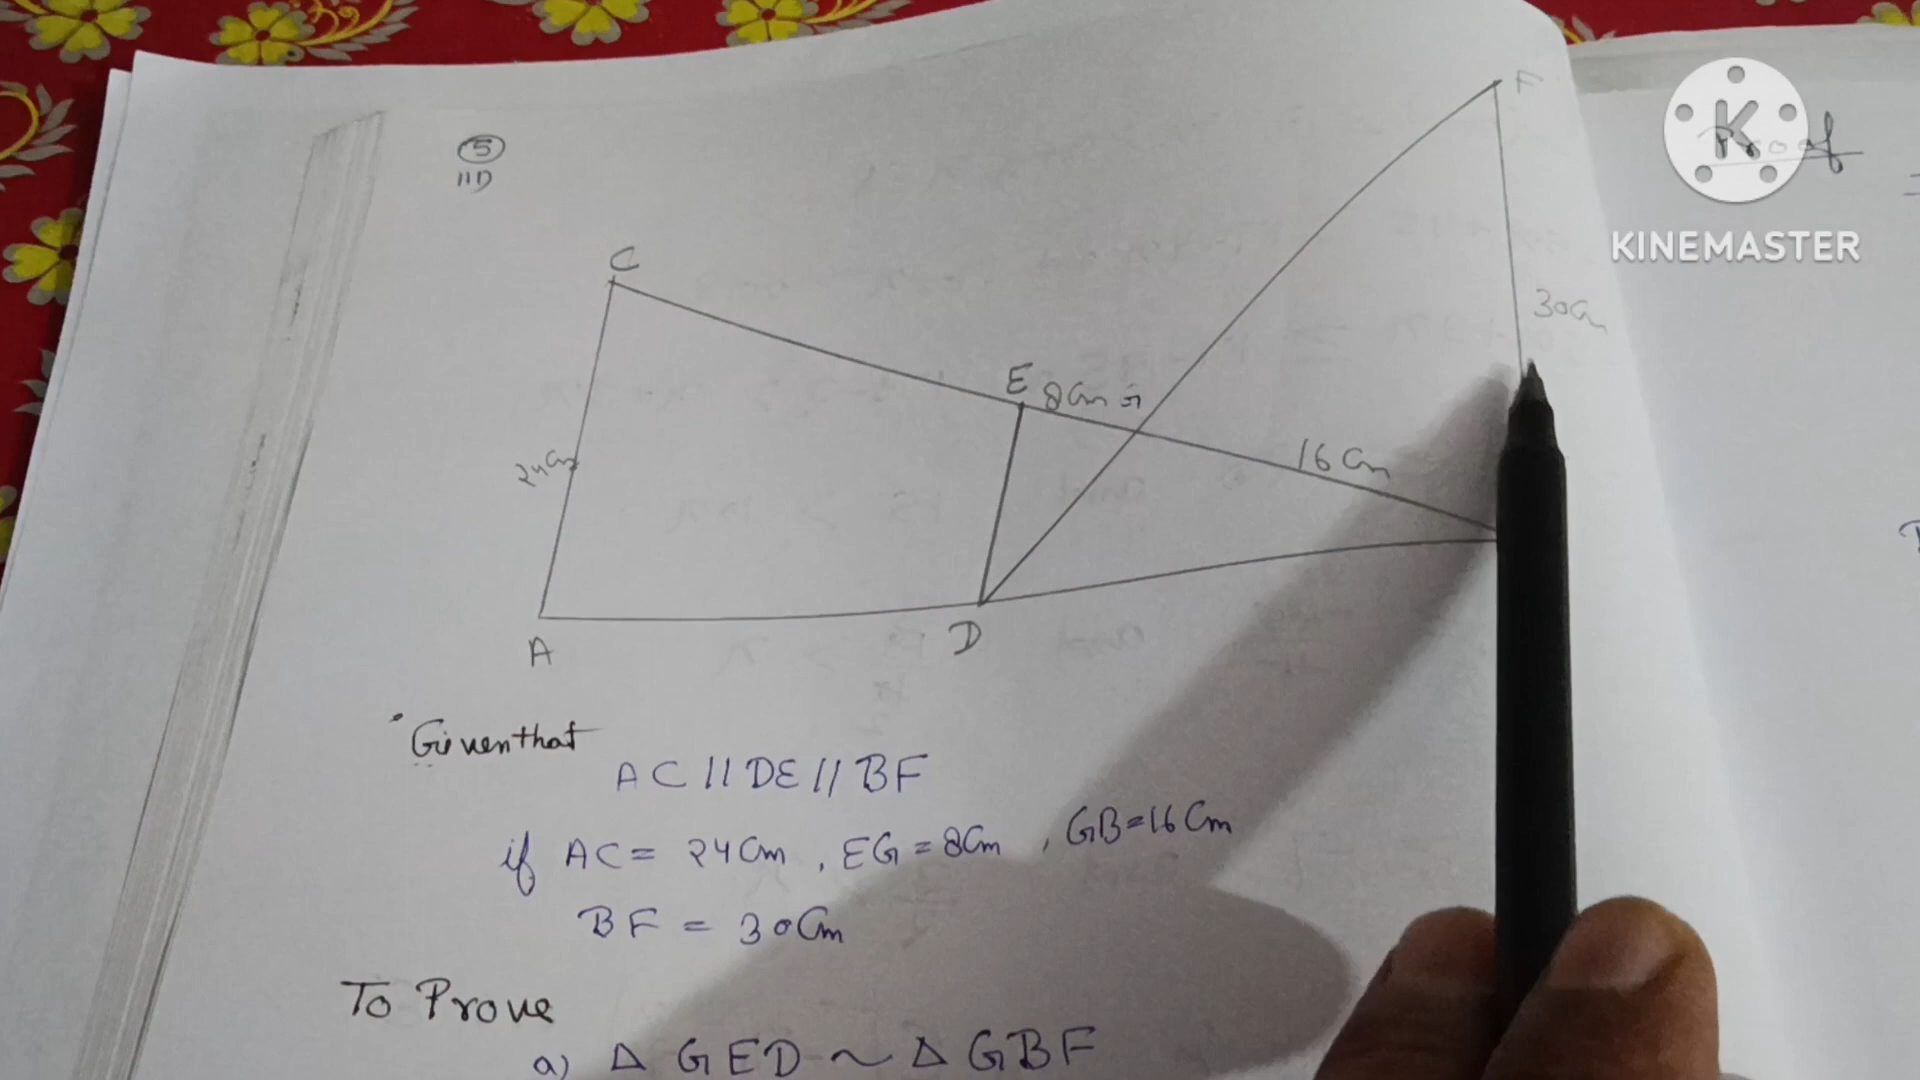 5
11D
F
Proof
KINEMASTER
30Cm
C
E 8Cm G
16 Cm
24Cm
A
D
Given that
AC // DE // BF
if AC = 24Cm , EG = 8Cm , GB=16Cm
BF = 30Cm
To Prove
a) Δ GED ~ Δ GBF